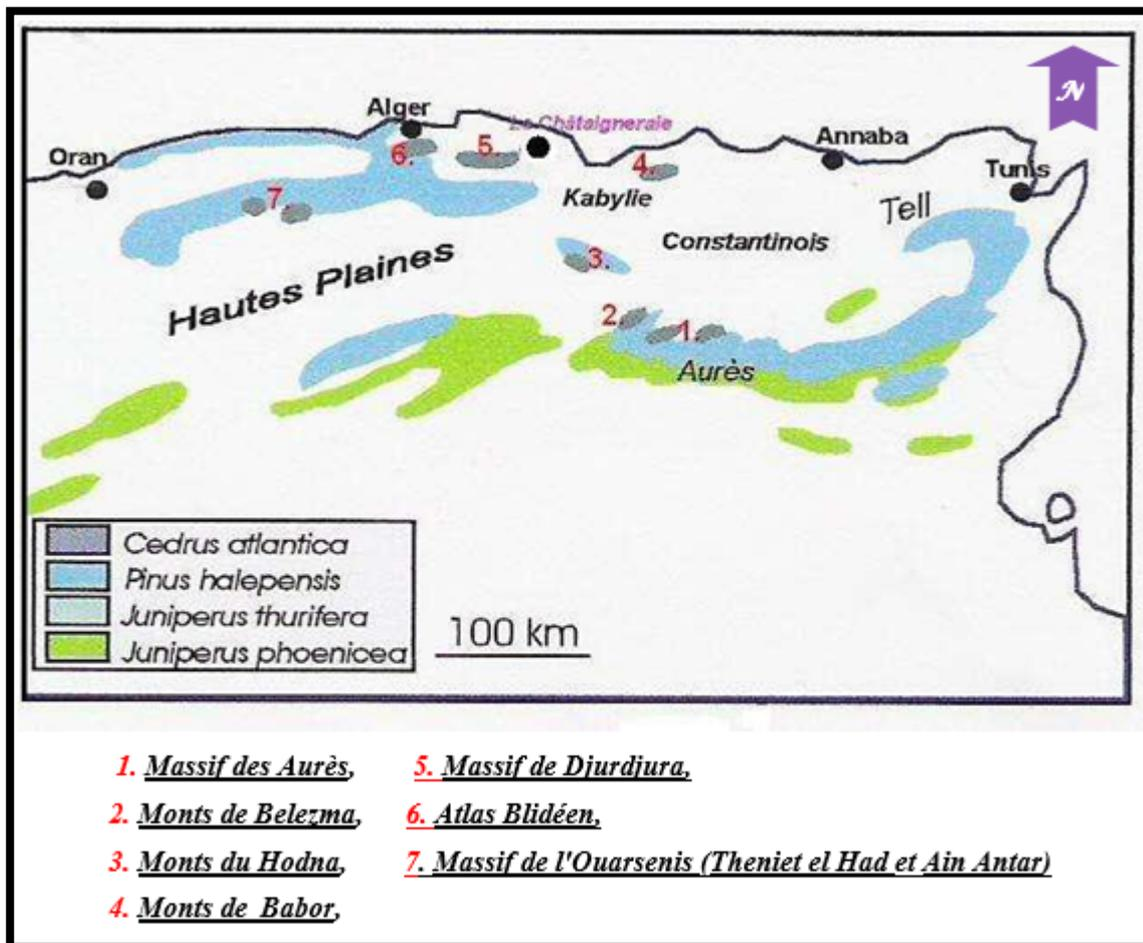 N
Alger
La Châtaigneraie
Oran
Annaba
Tunis
6.
5.
4.
7.
Kabylie
Tell
Constantinois
3.
Hautes Plaines
2.
1.
Aurès
Cedrus atlantica
Pinus halepensis
Juniperus thurifera
Juniperus phoenicea
100 km
1. Massif des Aurès,
2. Monts de Belezma,
3. Monts du Hodna,
4. Monts de Babor,
5. Massif de Djurdjura,
6. Atlas Blidéen,
7. Massif de l'Ouarsenis (Theniet el Had et Ain Antar)